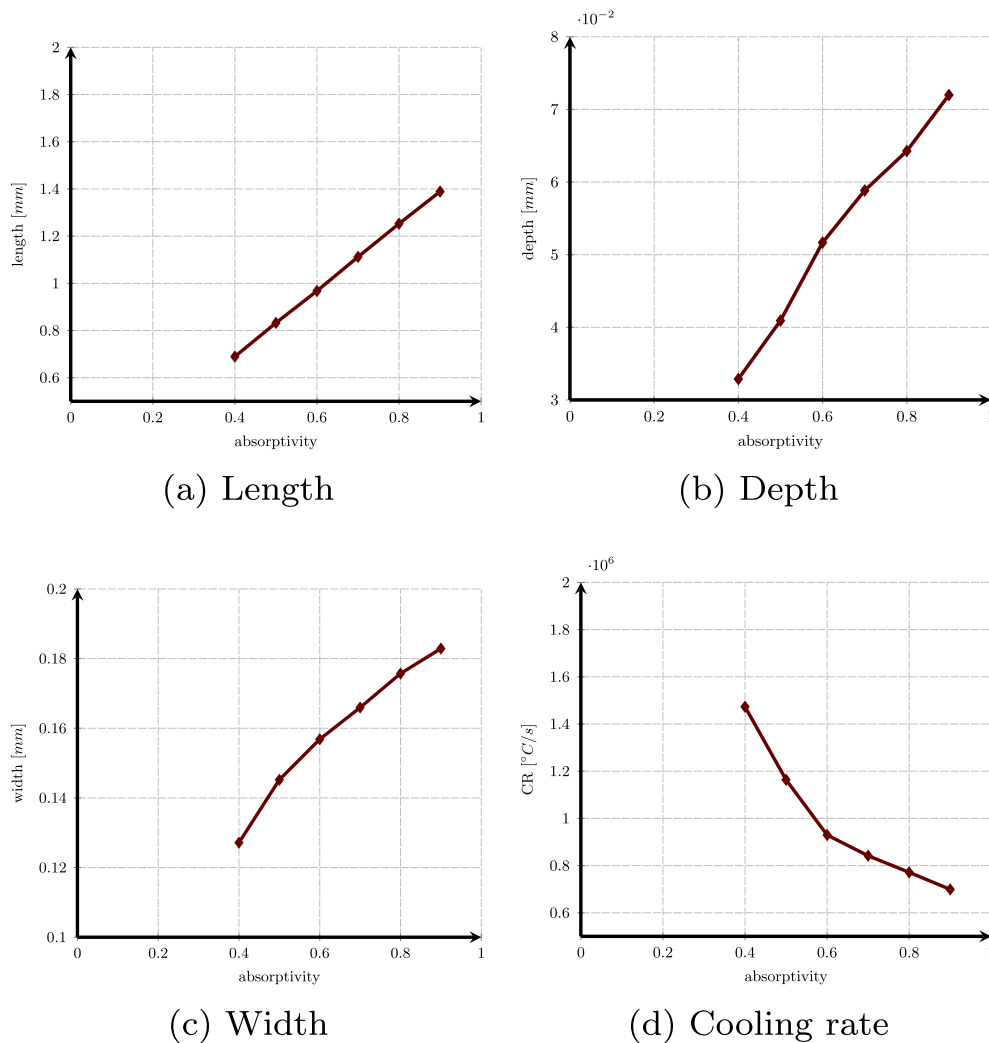 2
1.8
1.6
1.4
1.2
1
0.8
0.6
0 0.2 0.4 0.6 0.8 1
length [mm]
absorptivity
(a) Length
·10⁻²
8
7
6
5
4
3
0 0.2 0.4 0.6 0.8
depth [mm]
absorptivity
(b) Depth
0.2
0.18
0.16
0.14
0.12
0.1
0 0.2 0.4 0.6 0.8 1
width [mm]
absorptivity
(c) Width
·10⁶
2
1.8
1.6
1.4
1.2
1
0.8
0.6
0 0.2 0.4 0.6 0.8
CR [°C/s]
absorptivity
(d) Cooling rate